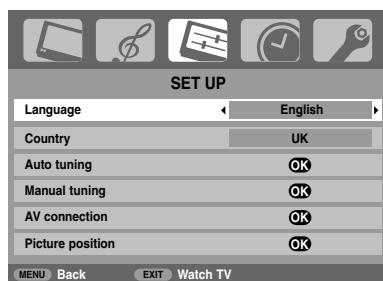 SET UP
Language English
Country UK
Auto tuning OK
Manual tuning OK
AV connection OK
Picture position OK
MENU Back EXIT Watch TV